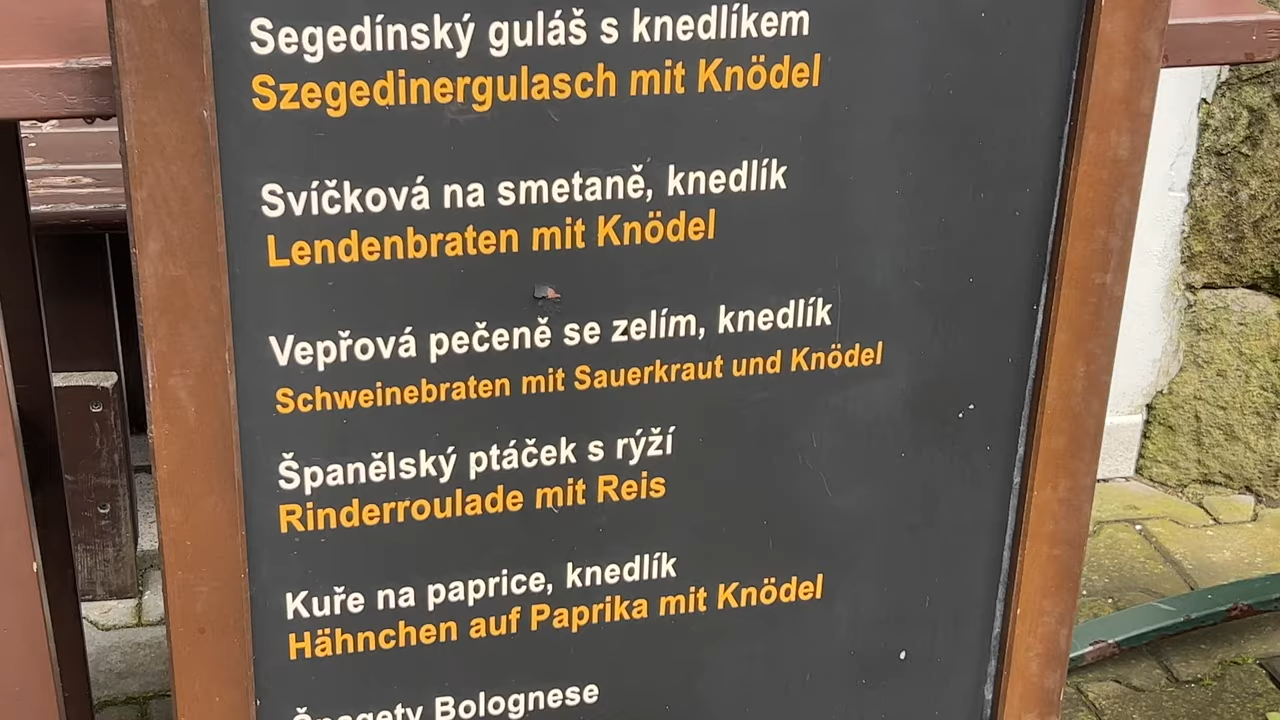 Segedínský guláš s knedlíkem
Szegedinergulasch mit Knödel
Svíčková na smetaně, knedlík
Lendenbraten mit Knödel
Vepřová pečeně se zelím, knedlík
Schweinebraten mit Sauerkraut und Knödel
Španělský ptáček s rýží
Rinderroulade mit Reis
Kuře na paprice, knedlík
Hähnchen auf Paprika mit Knödel
Špagety Bolognese